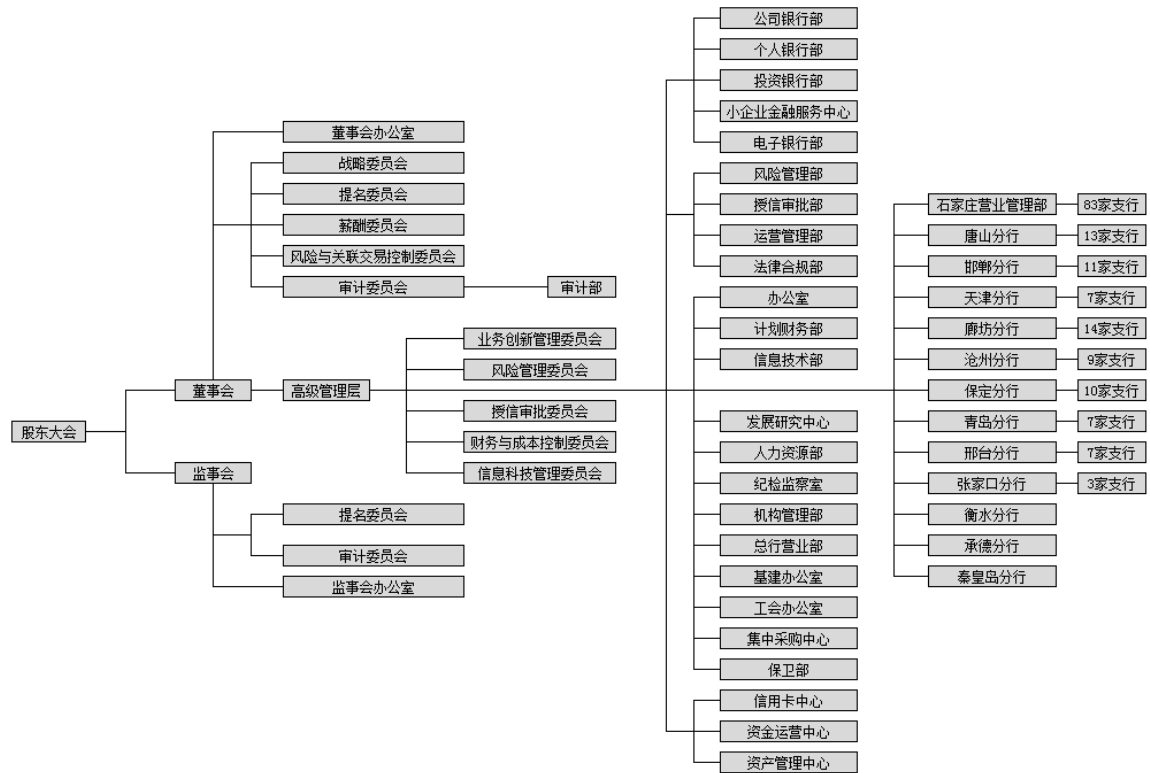 股东大会
董事会
监事会
董事会办公室
战略委员会
提名委员会
薪酬委员会
风险与关联交易控制委员会
审计委员会
审计部
高级管理层
业务创新管理委员会
风险管理委员会
授信审批委员会
财务与成本控制委员会
信息科技管理委员会
提名委员会
审计委员会
监事会办公室
公司银行部
个人银行部
投资银行部
小企业金融服务中心
电子银行部
风险管理部
授信审批部
运营管理部
法律合规部
办公室
计划财务部
信息技术部
发展研究中心
人力资源部
纪检监察室
机构管理部
总行营业部
基建办公室
工会办公室
集中采购中心
保卫部
信用卡中心
资金运营中心
资产管理中心
石家庄营业管理部
83家支行
唐山分行
13家支行
邯郸分行
11家支行
天津分行
7家支行
廊坊分行
14家支行
沧州分行
9家支行
保定分行
10家支行
青岛分行
7家支行
邢台分行
7家支行
张家口分行
3家支行
衡水分行
承德分行
秦皇岛分行